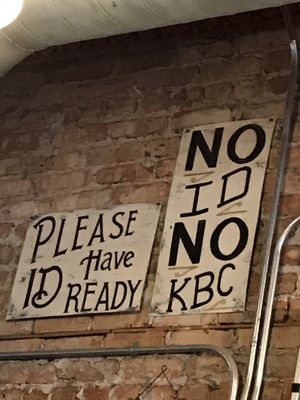 PLEASE
ID Have
READY
NO
ID
NO
KBC